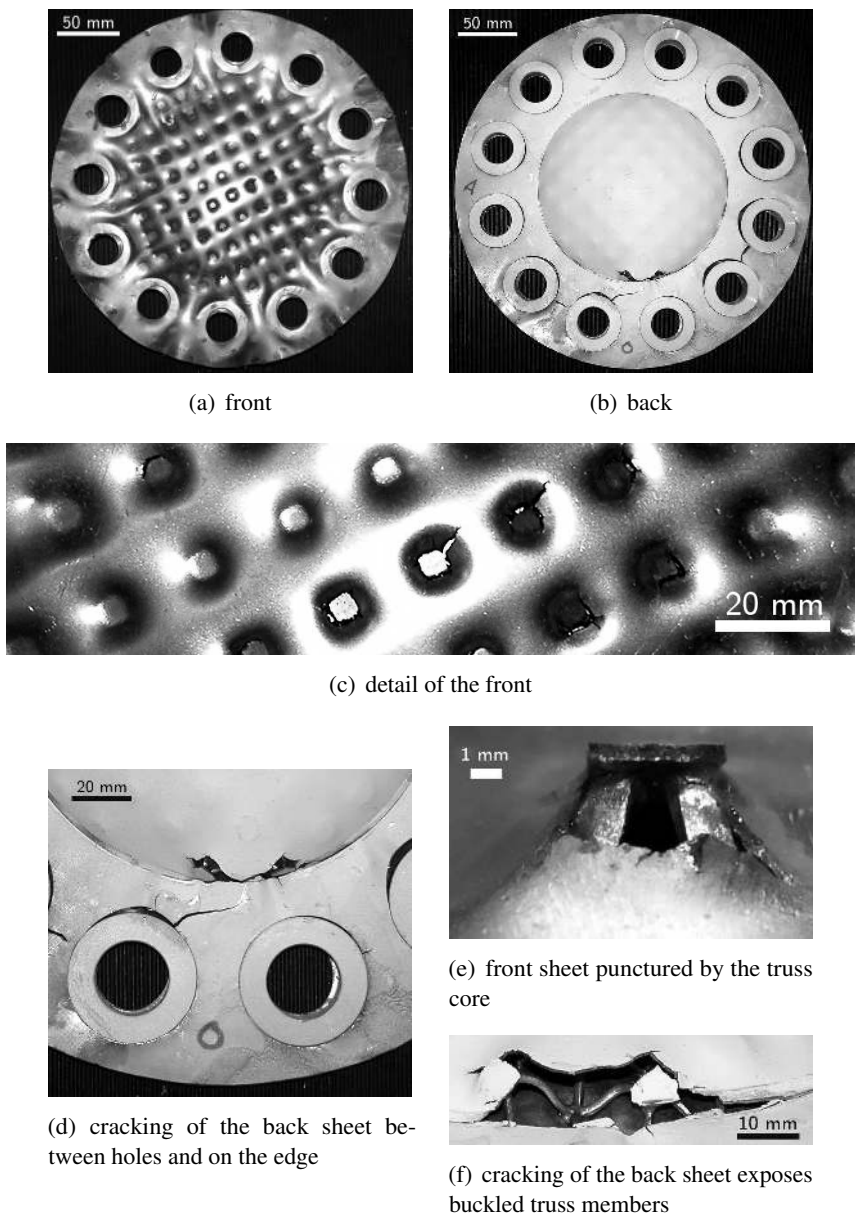 50 mm
50 mm
A
(a) front
(b) back
20 mm
(c) detail of the front
20 mm
1 mm
(e) front sheet punctured by the truss
core
(d) cracking of the back sheet be-
tween holes and on the edge
10 mm
(f) cracking of the back sheet exposes
buckled truss members